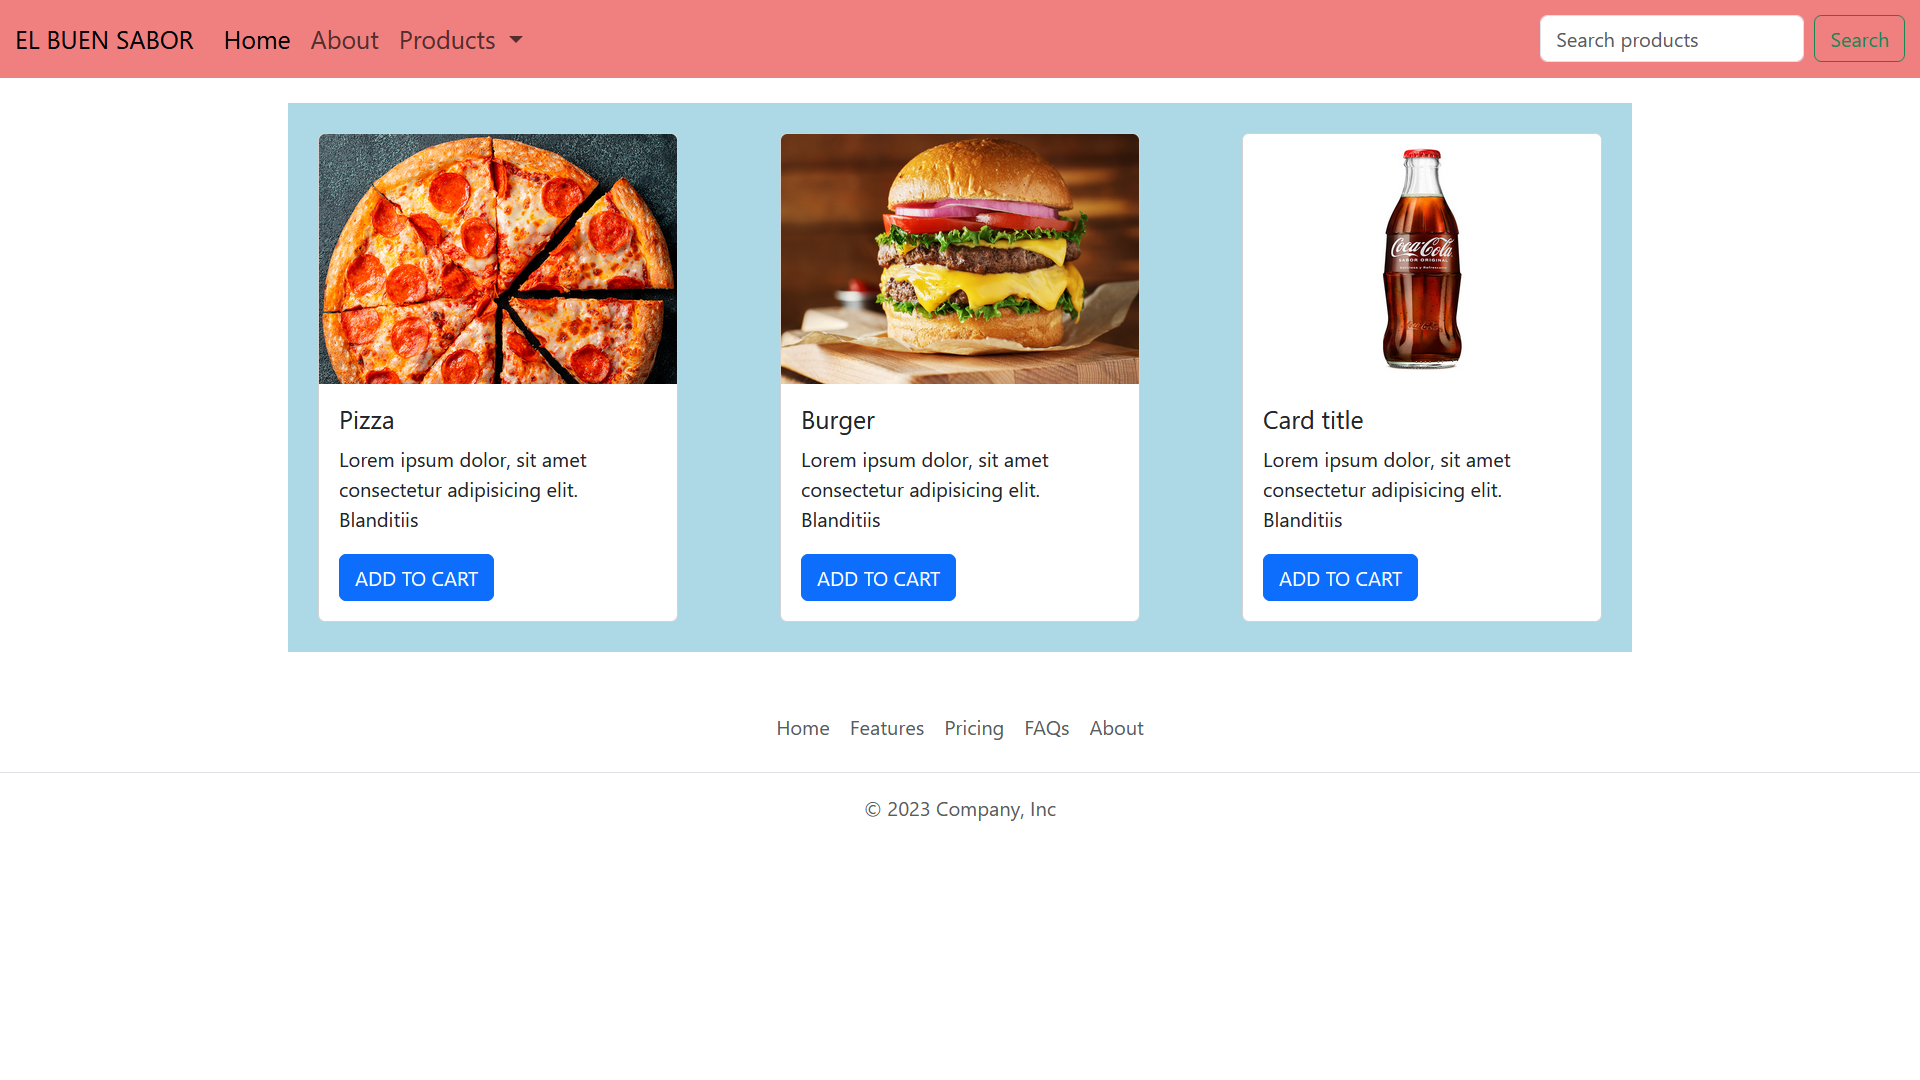 EL BUEN SABOR Home About Products Search products Search
Coca-Cola
SABOR ORIGINAL
Pizza
Lorem ipsum dolor, sit amet
consectetur adipisicing elit.
Blanditiis
ADD TO CART
Burger
Lorem ipsum dolor, sit amet
consectetur adipisicing elit.
Blanditiis
ADD TO CART
Card title
Lorem ipsum dolor, sit amet
consectetur adipisicing elit.
Blanditiis
ADD TO CART
Home Features Pricing FAQs About
© 2023 Company, Inc